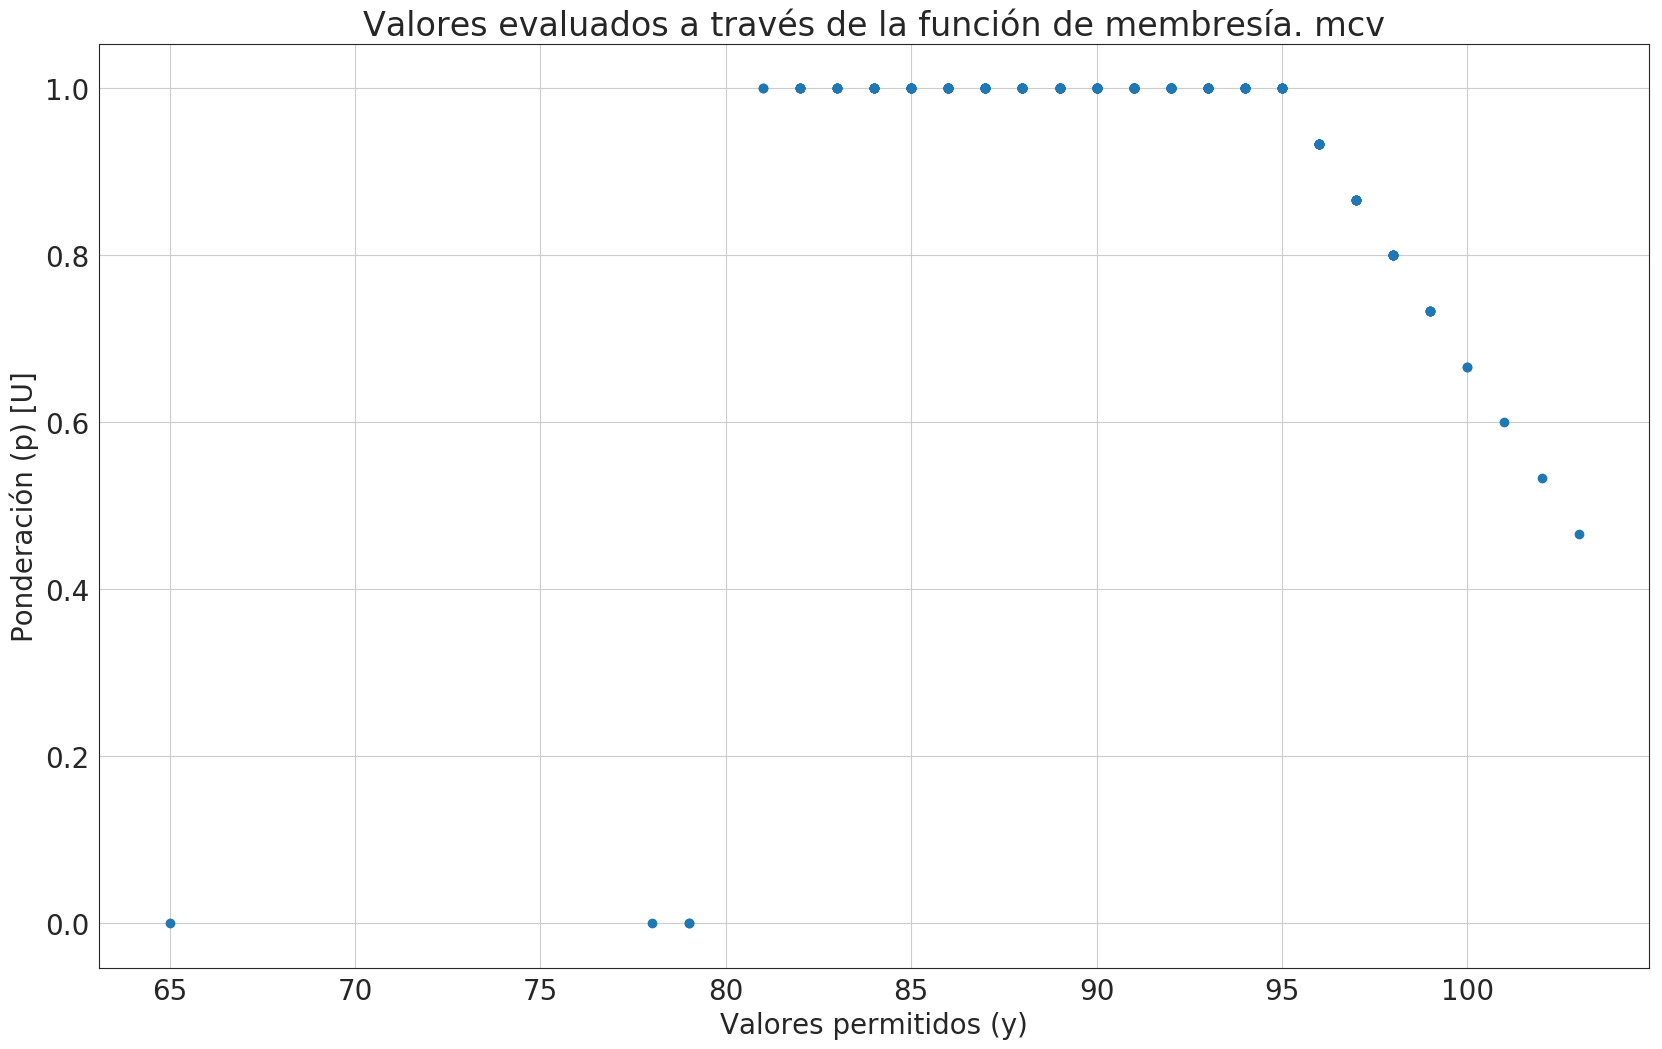 Valores evaluados a través de la función de membresía. mcv
Ponderación (p) [U]
1.0
0.8
0.6
0.4
0.2
0.0
65 70 75 80 85 90 95 100
Valores permitidos (y)